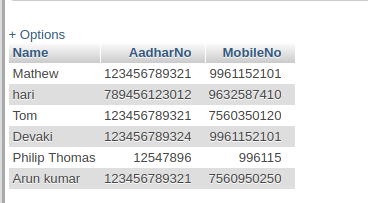 + Options
Name AadharNo MobileNo
Mathew 123456789321 9961152101
hari 789456123012 9632587410
Tom 123456789321 7560350120
Devaki 123456789324 9961152101
Philip Thomas 12547896 996115
Arun kumar 123456789321 7560950250